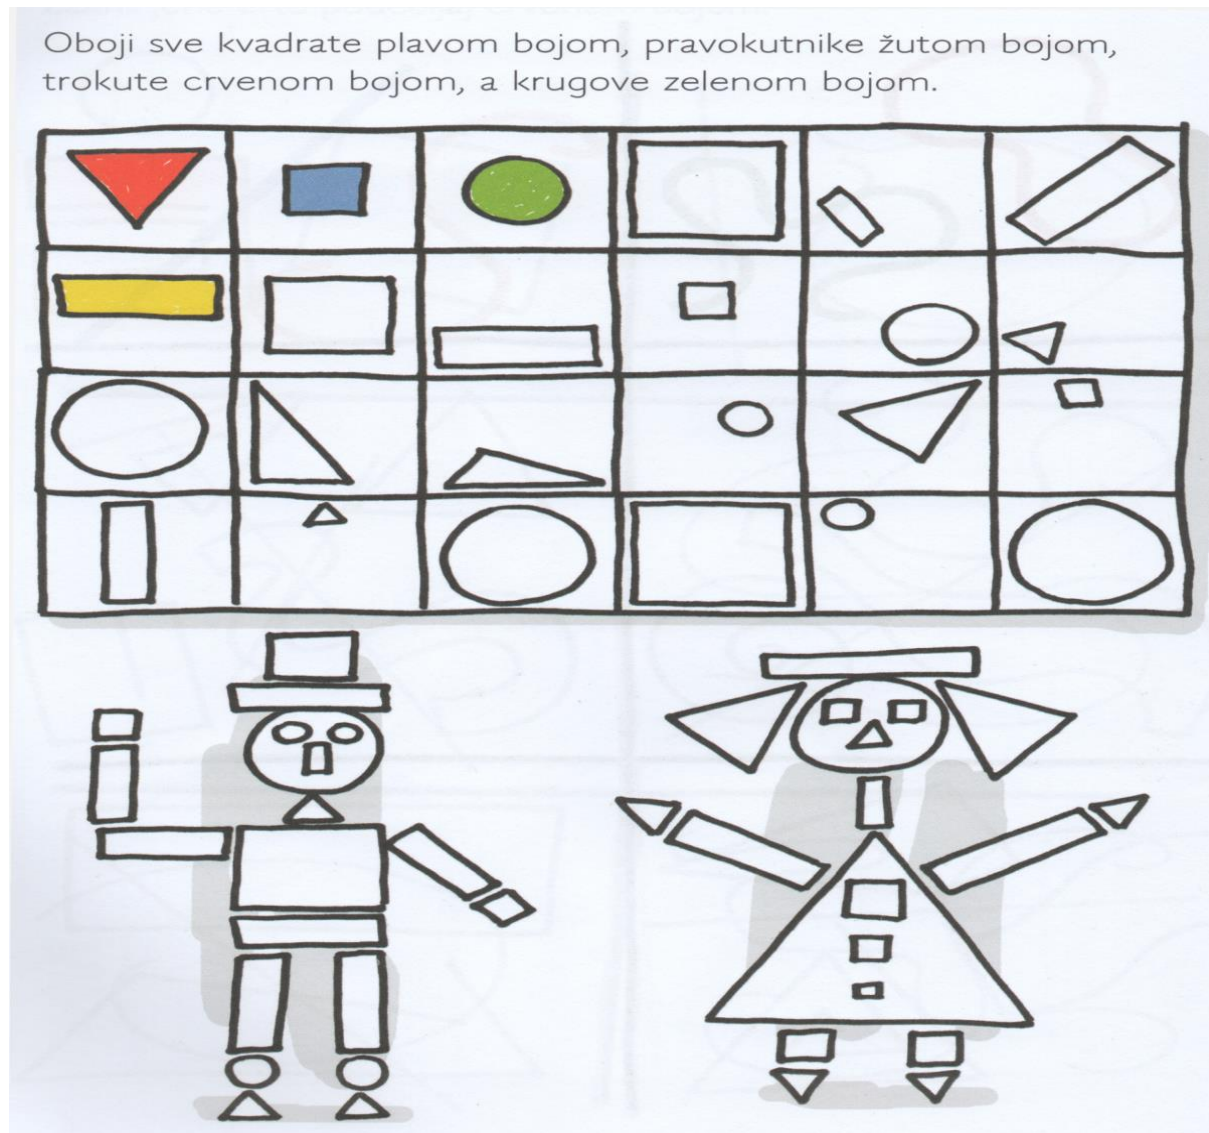 Oboji sve kvadrate plavom bojom, pravokutnike žutom bojom,
trokute crvenom bojom, a krugove zelenom bojom.